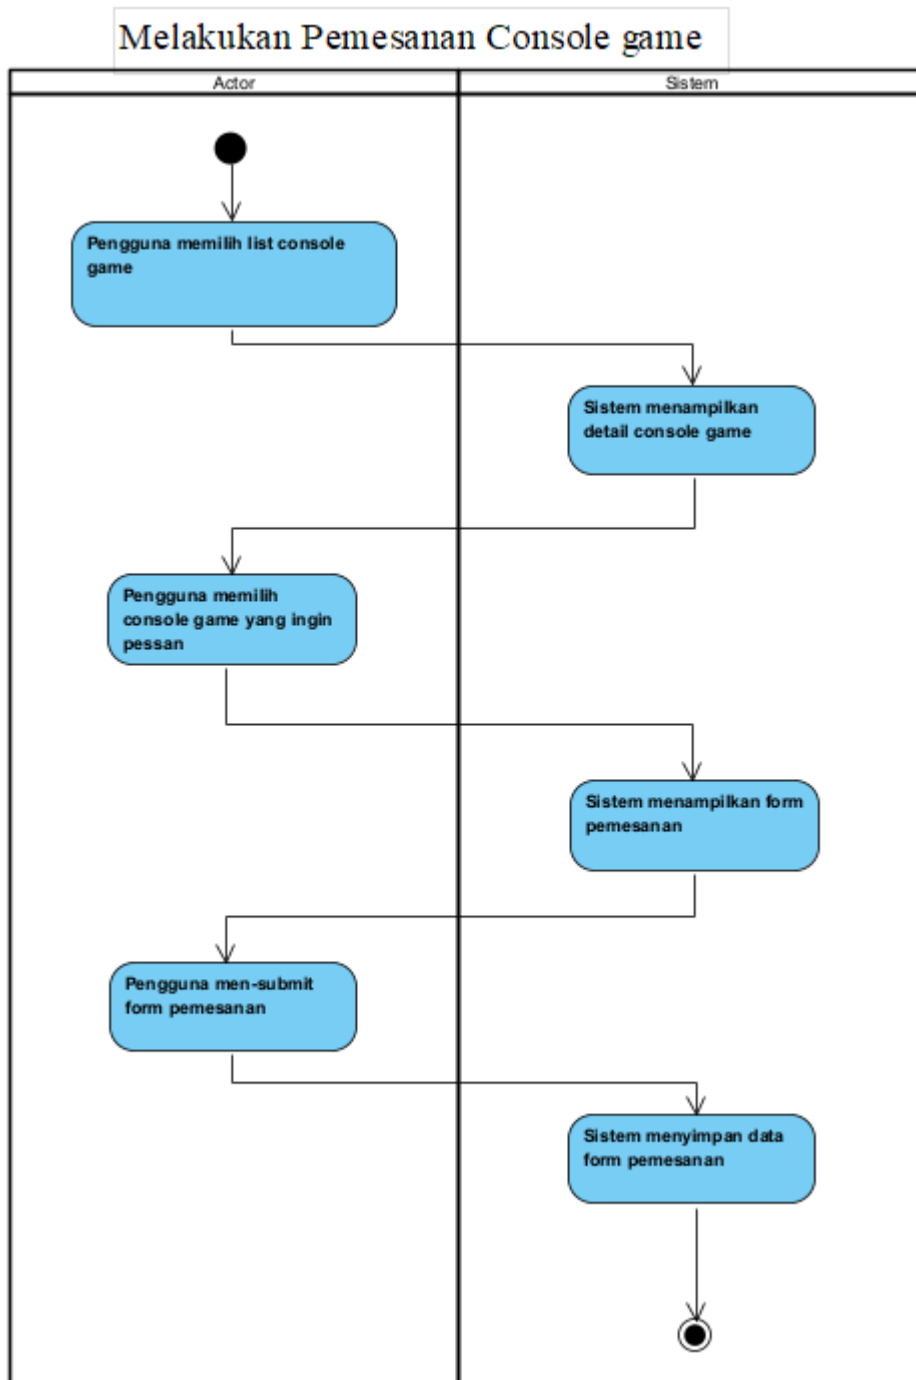 Melakukan Pemesanan Console game
Actor
Sistem
Pengguna memilih list console
game
Sistem menampilkan
detail console game
Pengguna memilih
console game yang ingin
pessan
Sistem menampilkan form
pemesanan
Pengguna men-submit
form pemesanan
Sistem menyimpan data
form pemesanan